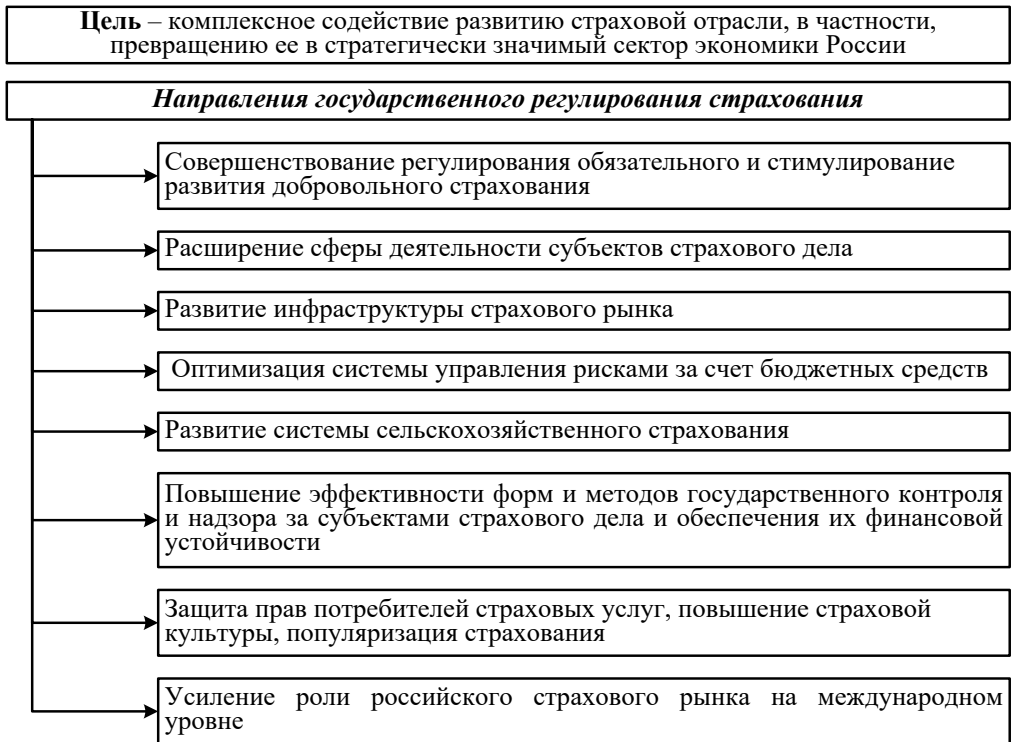 Цель – комплексное содействие развитию страховой отрасли, в частности,
превращению ее в стратегически значимый сектор экономики России
Направления государственного регулирования страхования
Совершенствование регулирования обязательного и стимулирование
развития добровольного страхования
Расширение сферы деятельности субъектов страхового дела
Развитие инфраструктуры страхового рынка
Оптимизация системы управления рисками за счет бюджетных средств
Развитие системы сельскохозяйственного страхования
Повышение эффективности форм и методов государственного контроля
и надзора за субъектами страхового дела и обеспечения их финансовой
устойчивости
Защита прав потребителей страховых услуг, повышение страховой
культуры, популяризация страхования
Усиление роли российского страхового рынка на международном
уровне